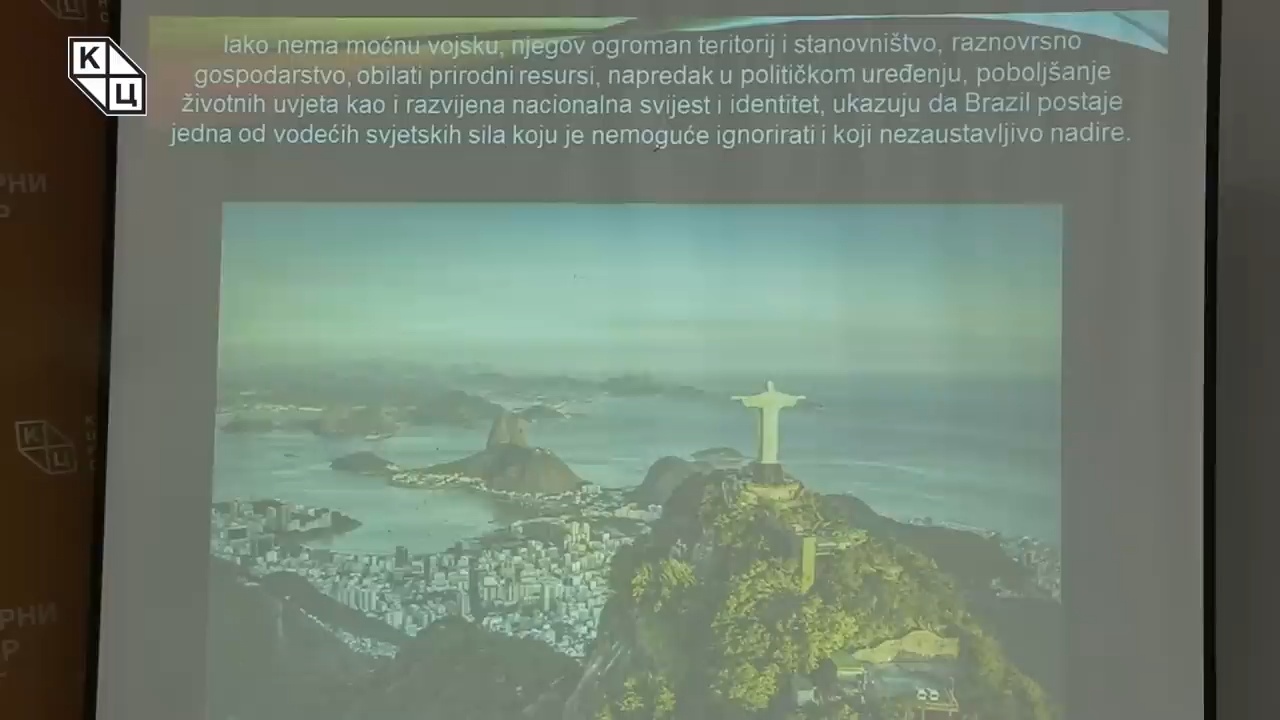 Iako nema moćnu vojsku, njegov ogroman teritorij i stanovništvo, raznovrsno
gospodarstvo, obilati prirodni resursi, napredak u političkom uređenju, poboljšanje
životnih uvjeta kao i razvijena nacionalna svijest i identitet, ukazuju da Brazil postaje
jedna od vodećih svjetskih sila koju je nemoguće ignorirati i koji nezaustavljivo nadire.
К
Ц
РНИ
Р
К
Ц
РНИ
Р